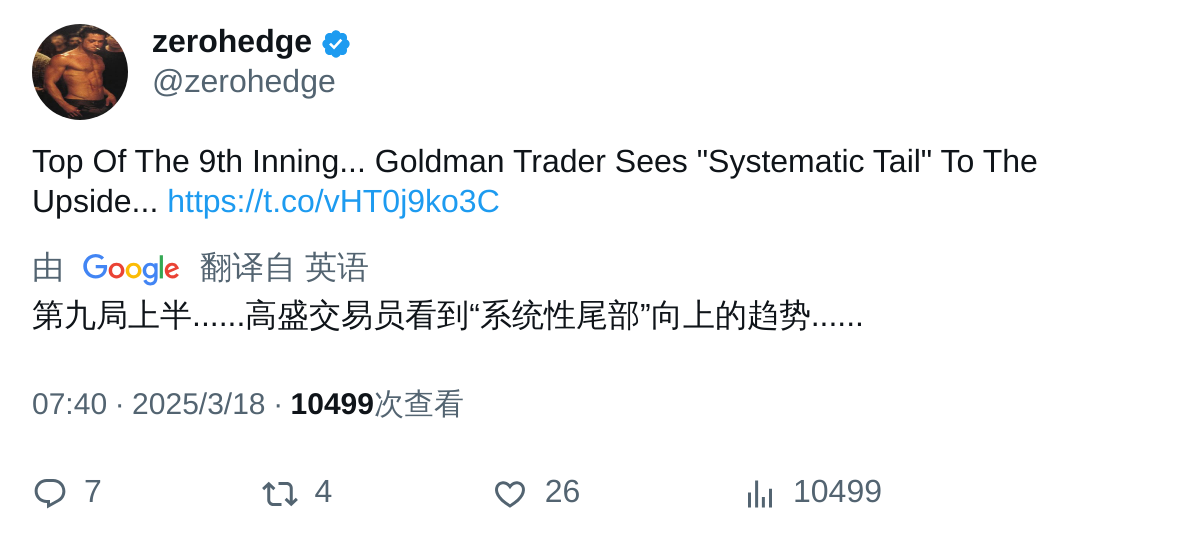 zerohedge
@zerohedge
Top Of The 9th Inning... Goldman Trader Sees "Systematic Tail" To The
Upside... https://t.co/vHT0j9ko3C
由 Google 翻译自 英语
第九局上半......高盛交易员看到“系统性尾部”向上的趋势......
07:40 · 2025/3/18 · 10499次查看
7 4 26 10499